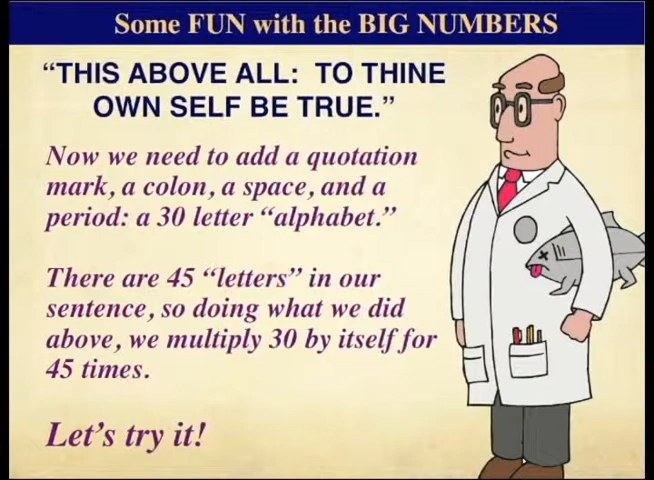 Some FUN with the BIG NUMBERS
“THIS ABOVE ALL:  TO THINE
OWN SELF BE TRUE.”
Now we need to add a quotation
mark, a colon, a space, and a
period: a 30 letter “alphabet.”
There are 45 “letters” in our
sentence, so doing what we did
above, we multiply 30 by itself for
45 times.
Let’s try it!